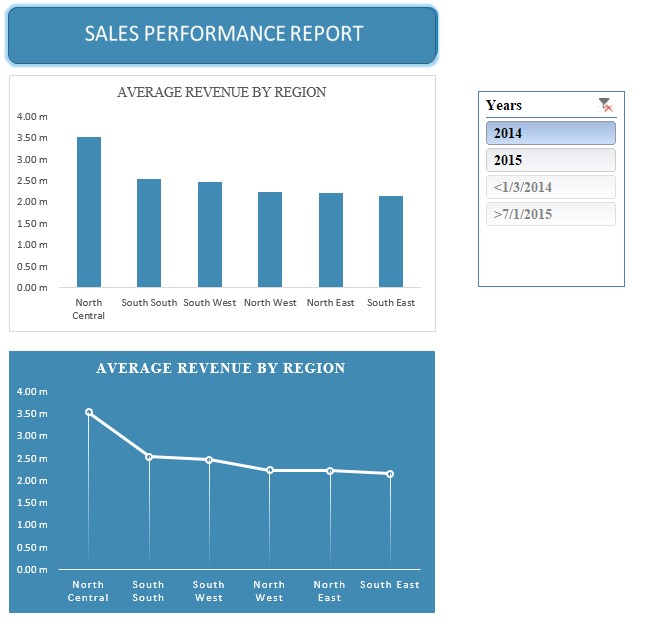 SALES PERFORMANCE REPORT
AVERAGE REVENUE BY REGION
4.00 m
3.50 m
3.00 m
2.50 m
2.00 m
1.50 m
1.00 m
0.50 m
0.00 m
North Central
South South
South West
North West
North East
South East
Years
2014
2015
<1/3/2014
>7/1/2015
AVERAGE REVENUE BY REGION
4.00 m
3.50 m
3.00 m
2.50 m
2.00 m
1.50 m
1.00 m
0.50 m
0.00 m
North Central
South South
South West
North West
North East
South East